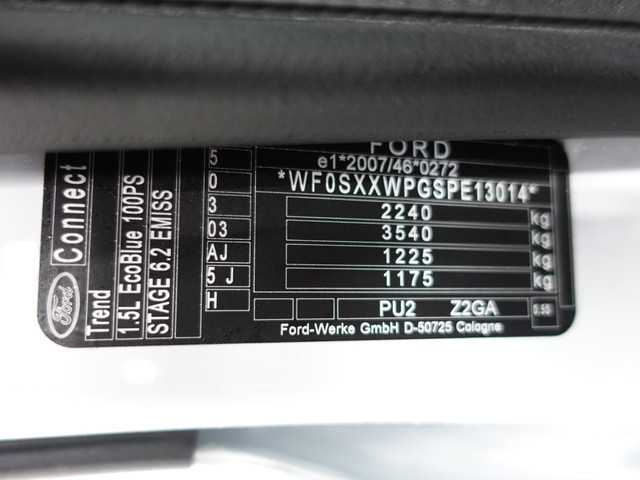 FORD
e1*2007/46*0272
*WF0SXXWPGSPE13014*
2240 kg
3540 kg
1225 kg
1175 kg
PU2 Z2GA 0.55
Ford-Werke GmbH D-50725 Cologne
5
0
3
03
AJ
5 J
H
Ford Connect
Trend
1.5L EcoBlue 100PS
STAGE 6.2 EMISS